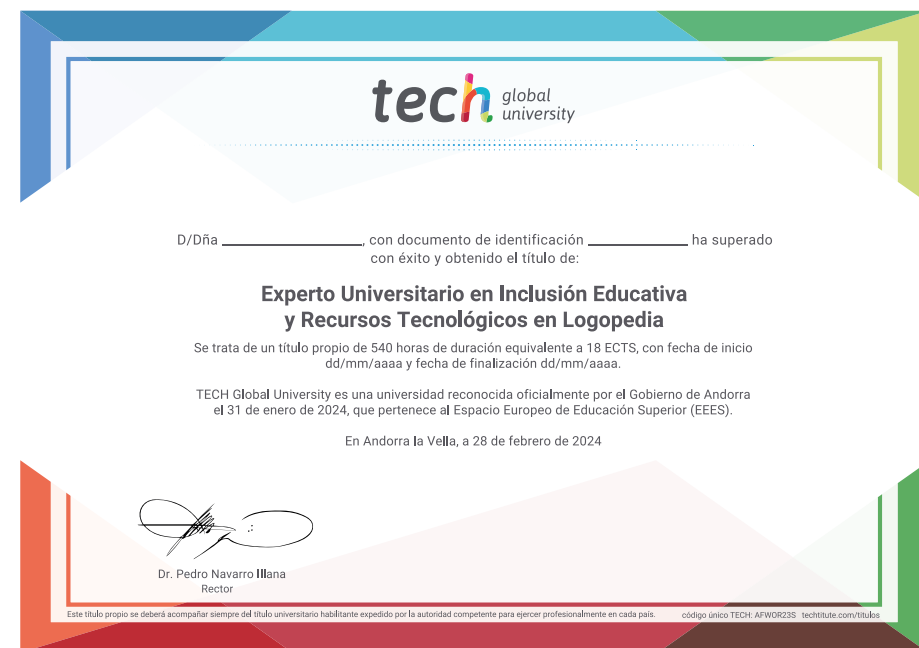 tech global university
D/Dña ______________, con documento de identificación __________ ha superado
con éxito y obtenido el título de:
Experto Universitario en Inclusión Educativa
y Recursos Tecnológicos en Logopedia
Se trata de un título propio de 540 horas de duración equivalente a 18 ECTS, con fecha de inicio
dd/mm/aaaa y fecha de finalización dd/mm/aaaa.
TECH Global University es una universidad reconocida oficialmente por el Gobierno de Andorra
el 31 de enero de 2024, que pertenece al Espacio Europeo de Educación Superior (EEES).
En Andorra la Vella, a 28 de febrero de 2024
Dr. Pedro Navarro Illana
Rector
Este título propio se deberá acompañar siempre del título universitario habilitante expedido por la autoridad competente para ejercer profesionalmente en cada país. código único TECH: AFWOR23S techtitute.com/titulos